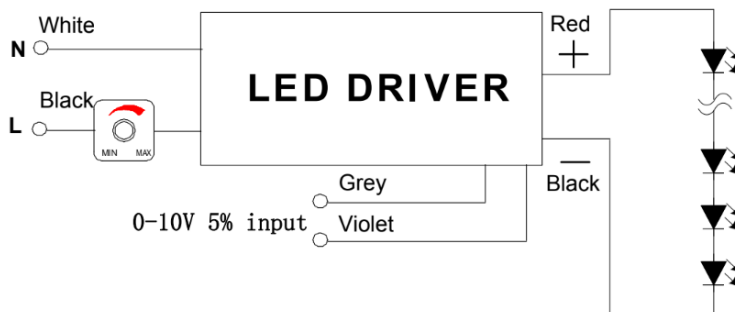 White
Red
N
+
LED DRIVER
Black
L
MIN MAX
−
Grey
Black
0-10V 5% input
Violet